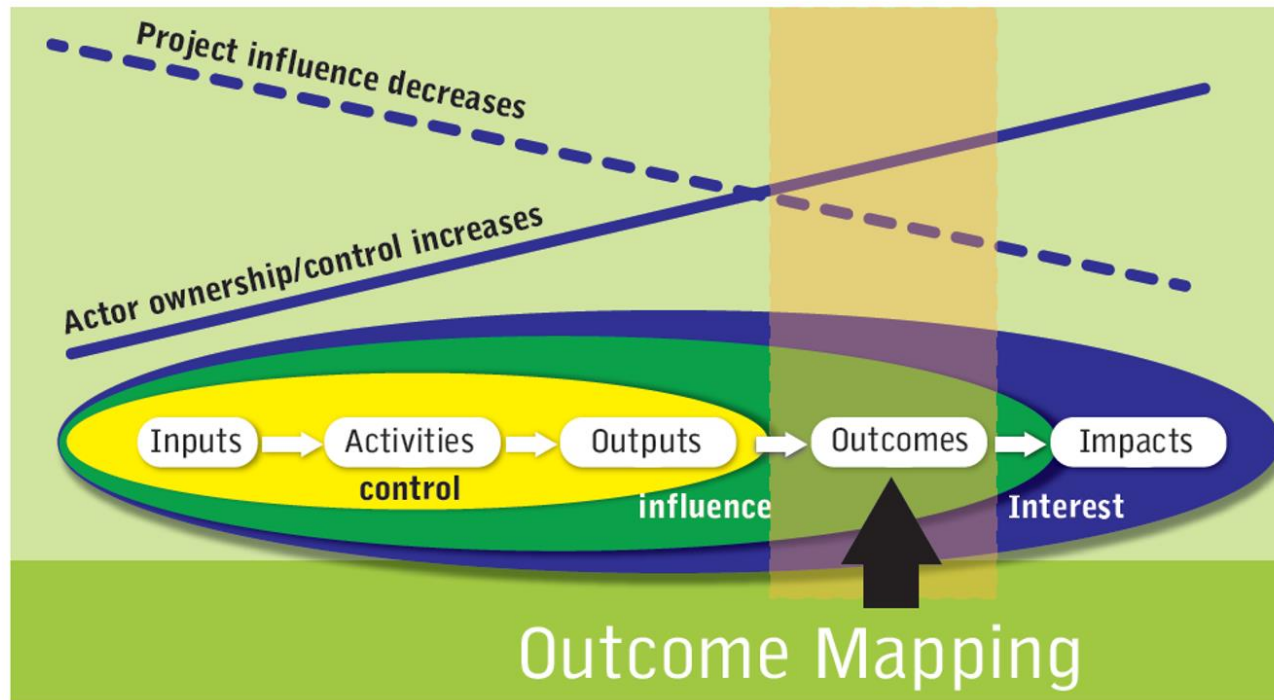 Project influence decreases
Actor ownership/control increases
Inputs
Activities
Outputs
Outcomes
Impacts
control
influence
Interest
Outcome Mapping